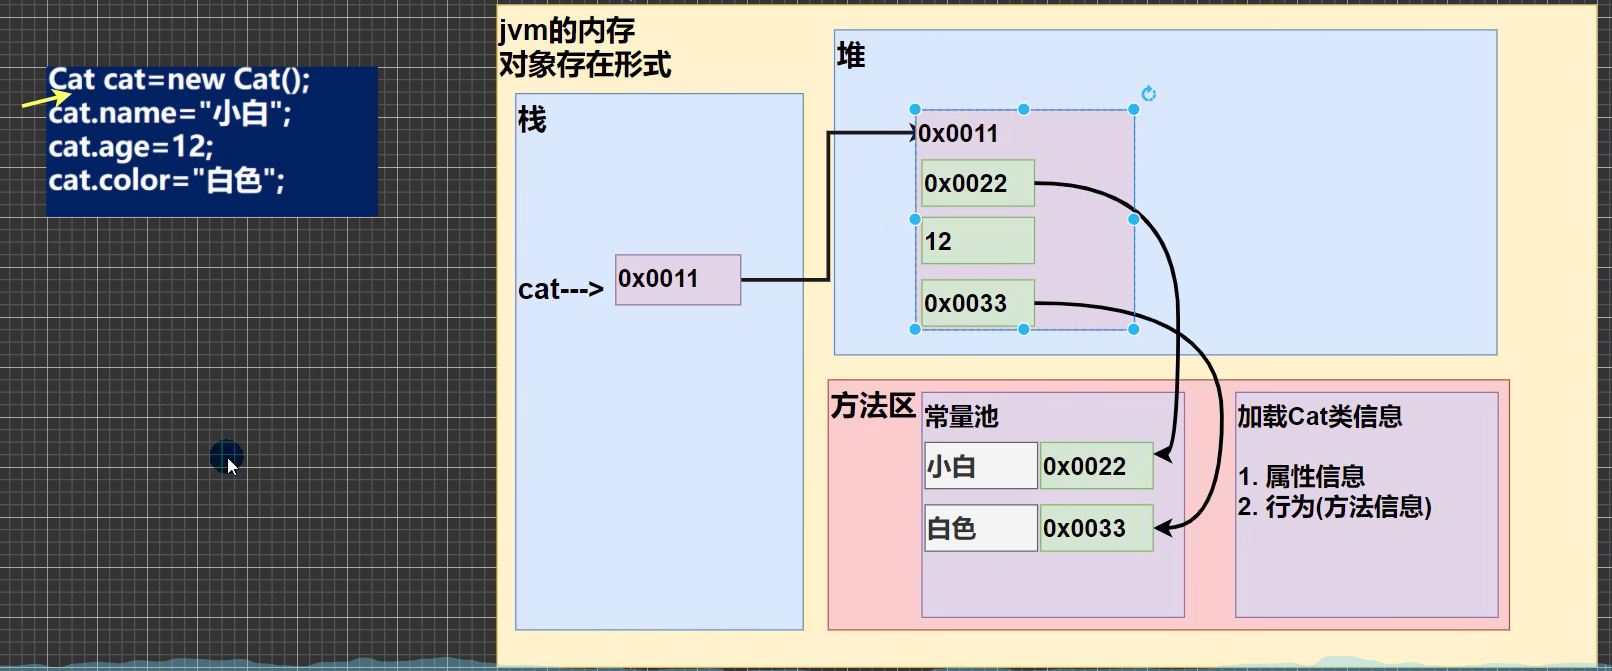 Cat cat=new Cat();
cat.name="小白";
cat.age=12;
cat.color="白色";
jvm的内存
对象存在形式
栈
cat--->
0x0011
堆
0x0011
0x0022
12
0x0033
方法区
常量池
小白
0x0022
白色
0x0033
加载Cat类信息
1. 属性信息
2. 行为(方法信息)